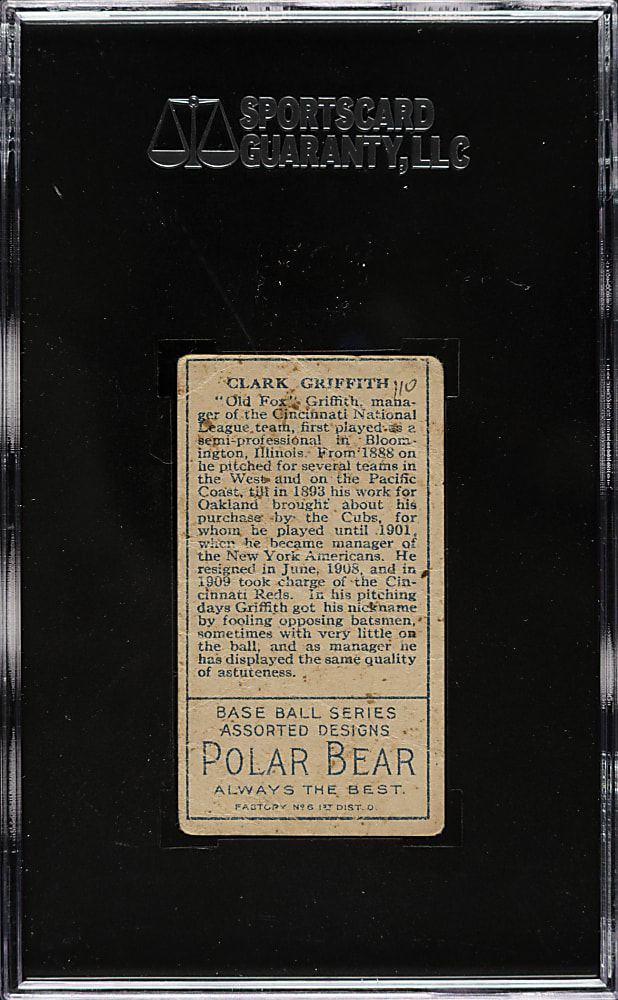 SPORTSCARD
GUARANTY, LLC
CLARK GRIFFITH 110
"Old Fox" Griffith, mana-
ger of the Cincinnati National
League team, first played as a
semi-professional in Bloom-
ington, Illinois. From 1888 on
he pitched for several teams in
the West and on the Pacific
Coast, till in 1893 his work for
Oakland brought about his
purchase by the Cubs, for
whom he played until 1901,
when he became manager of
the New York Americans. He
resigned in June, 1908, and in
1909 took charge of the Cin-
cinnati Reds. In his pitching
days Griffith got his nickname
by fooling opposing batsmen,
sometimes with very little on
the ball, and as manager he
has displayed the same quality
of astuteness.
BASE BALL SERIES
ASSORTED DESIGNS
POLAR BEAR
ALWAYS THE BEST.
FACTORY Nº 6 1ST DIST. O.